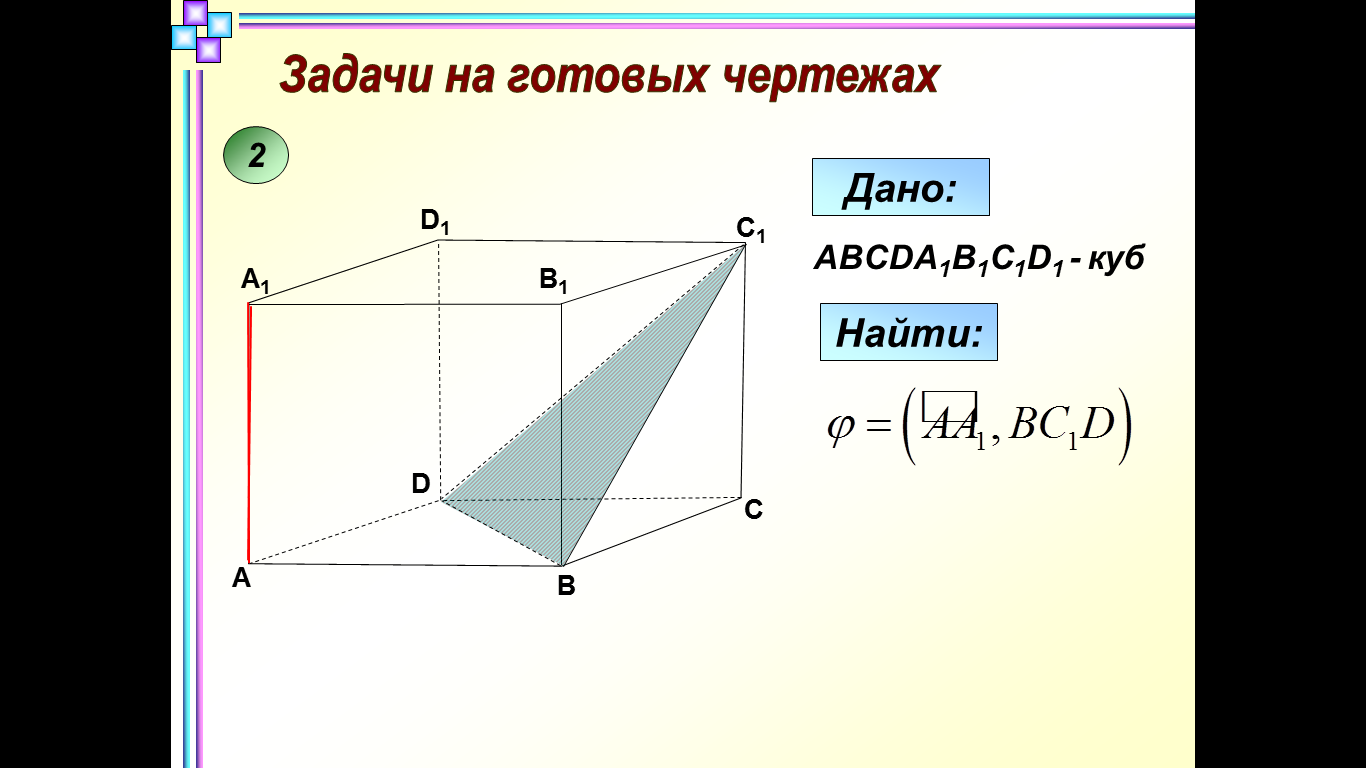 Задачи на готовых чертежах
2
Дано:
D₁
C₁
ABCDA₁B₁C₁D₁ - куб
A₁
B₁
Найти:
φ = (AA₁, BC₁D)
D
C
A
B